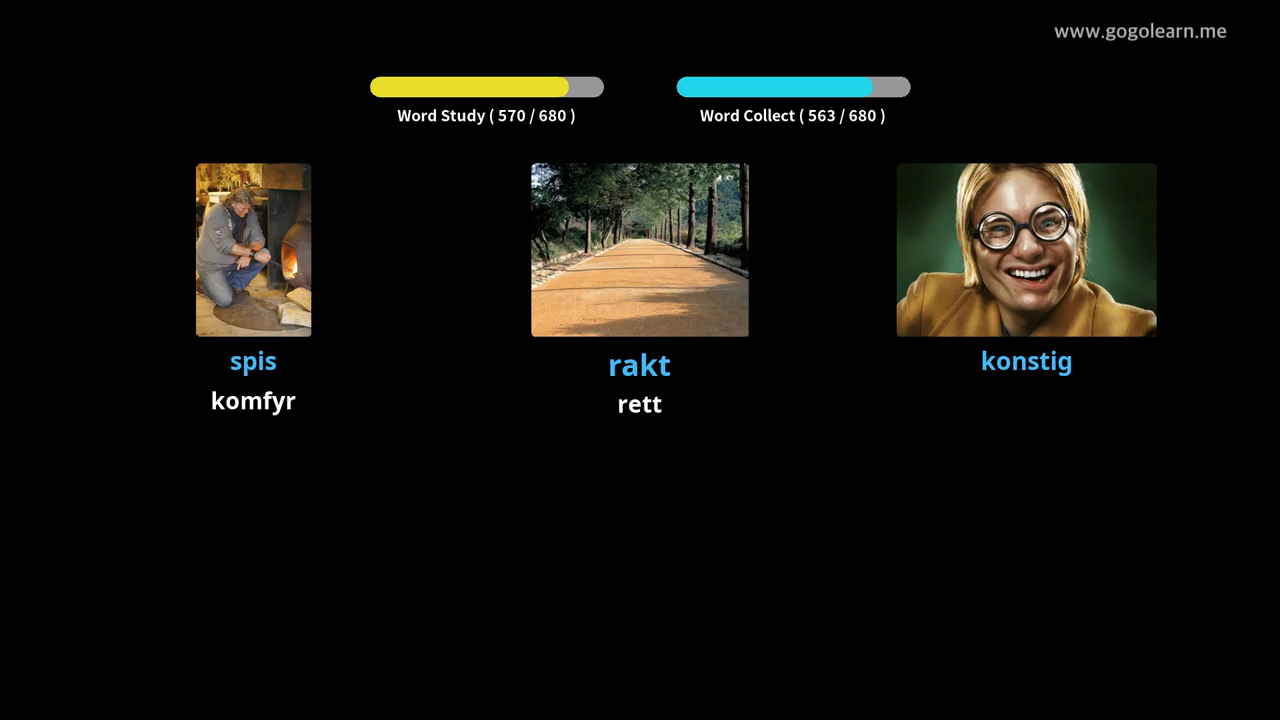 www.gogolearn.me
Word Study ( 570 / 680 )
Word Collect ( 563 / 680 )
spis
komfyr
rakt
rett
konstig